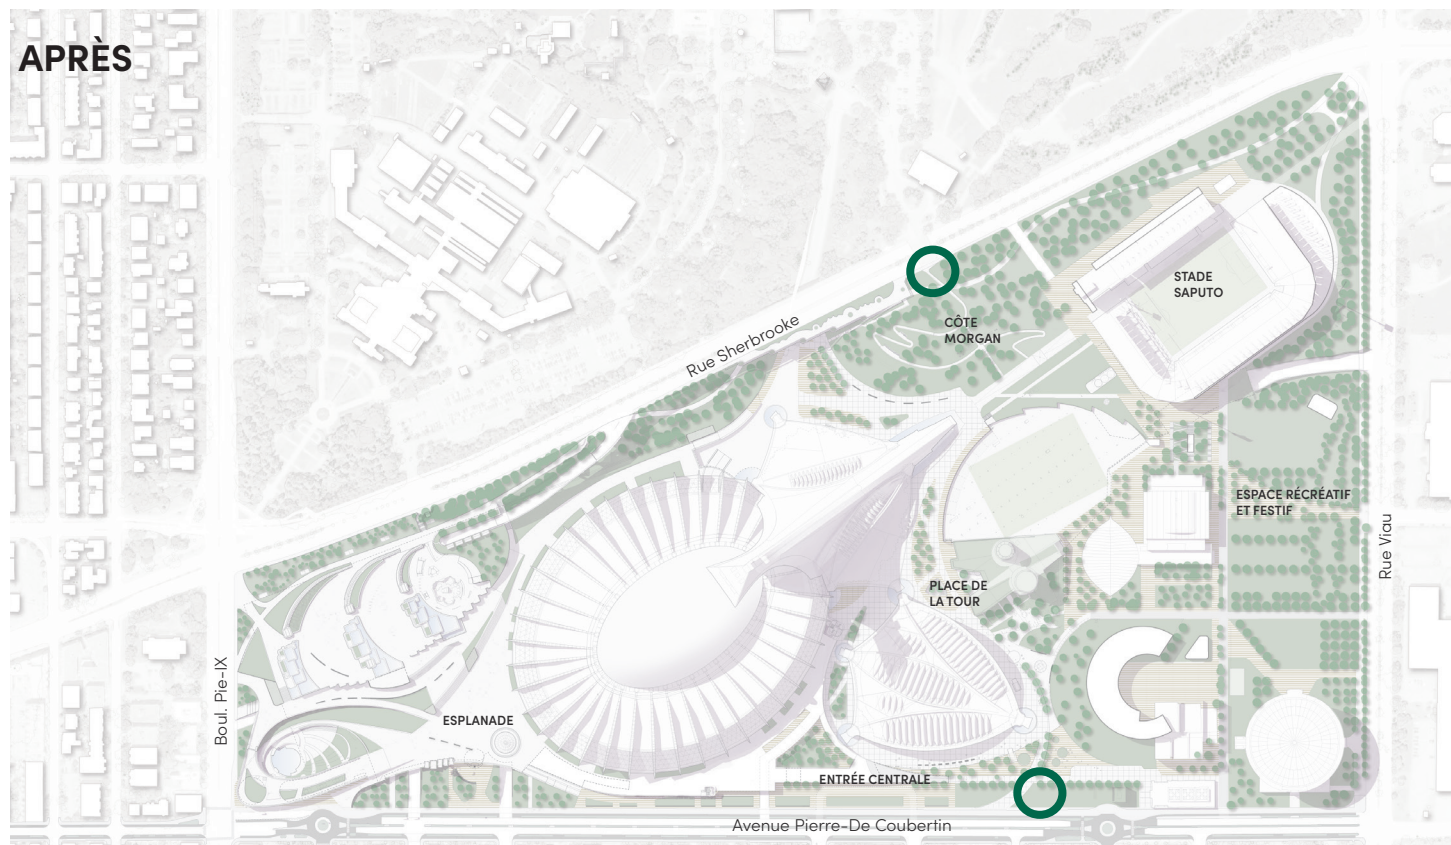 APRÈS
STADE
SAPUTO
CÔTE
MORGAN
Rue Sherbrooke
ESPACE RÉCRÉATIF
ET FESTIF
Rue Viau
PLACE DE
LA TOUR
Boul. Pie-IX
ESPLANADE
ENTRÉE CENTRALE
Avenue Pierre-De Coubertin